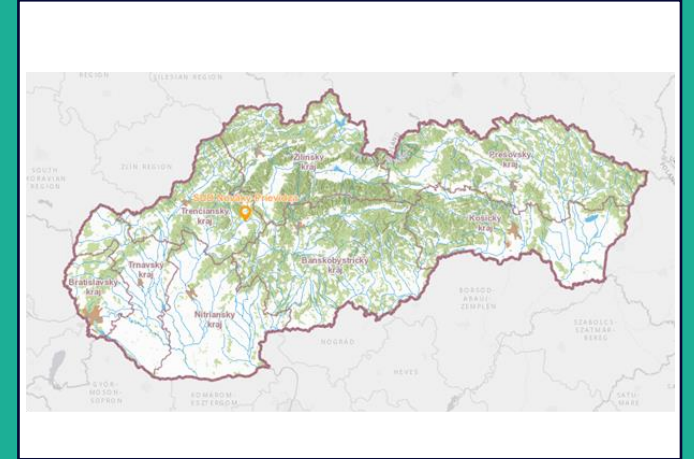 REGION
SILESIAN REGION
ZLÍN REGION
SOUTH
MORAVIAN
REGION
Žilinský
kraj
Prešovský
kraj
Trenčiansky
kraj
Košický
kraj
Banskobystrický
kraj
Trnavský
kraj
Bratislavský
kraj
Nitriansky
kraj
BORSOD-
ABAÚJ-
ZEMPLÉN
SZABOLCS-
SZATMÁR-
BEREG
NÓGRÁD
HEVES
GYŐR-
MOSON-
SOPRON
KOMÁROM-
ESZTERGOM
SATU
MARE